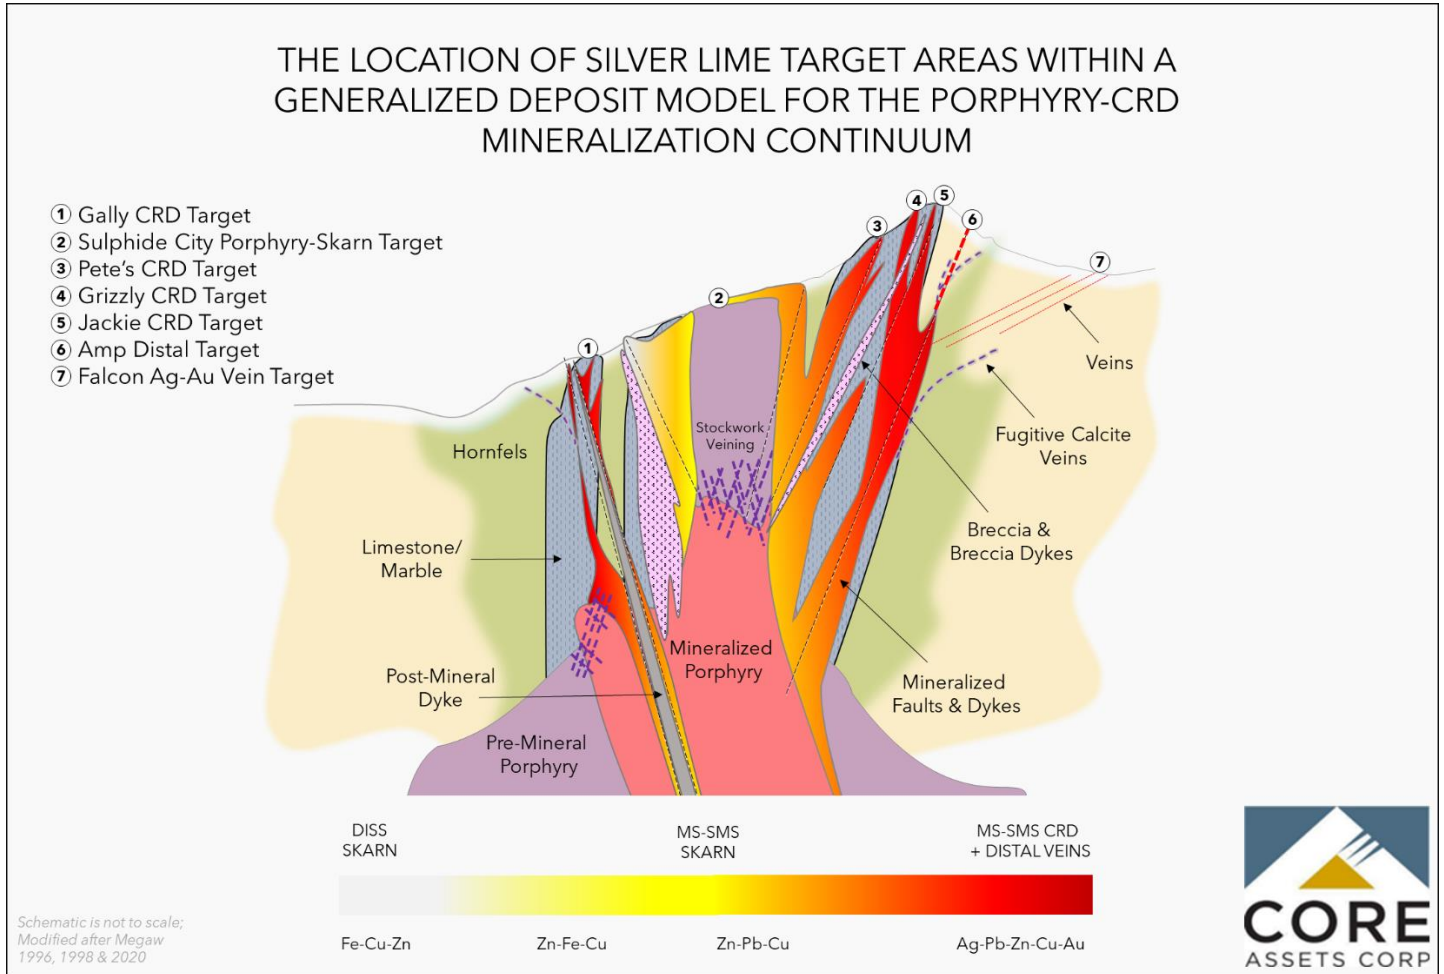 THE LOCATION OF SILVER LIME TARGET AREAS WITHIN A
GENERALIZED DEPOSIT MODEL FOR THE PORPHYRY-CRD
MINERALIZATION CONTINUUM
1 Gally CRD Target
2 Sulphide City Porphyry-Skarn Target
3 Pete's CRD Target
4 Grizzly CRD Target
5 Jackie CRD Target
6 Amp Distal Target
7 Falcon Ag-Au Vein Target
1
2
3
4
5
6
7
Veins
Fugitive Calcite
Veins
Stockwork
Veining
Hornfels
Breccia &
Breccia Dykes
Limestone/
Marble
Mineralized
Porphyry
Mineralized
Faults & Dykes
Post-Mineral
Dyke
Pre-Mineral
Porphyry
DISS
SKARN
MS-SMS
SKARN
MS-SMS CRD
+ DISTAL VEINS
Fe-Cu-Zn
Zn-Fe-Cu
Zn-Pb-Cu
Ag-Pb-Zn-Cu-Au
Schematic is not to scale;
Modified after Megaw
1996, 1998 & 2020
CORE
ASSETS CORP